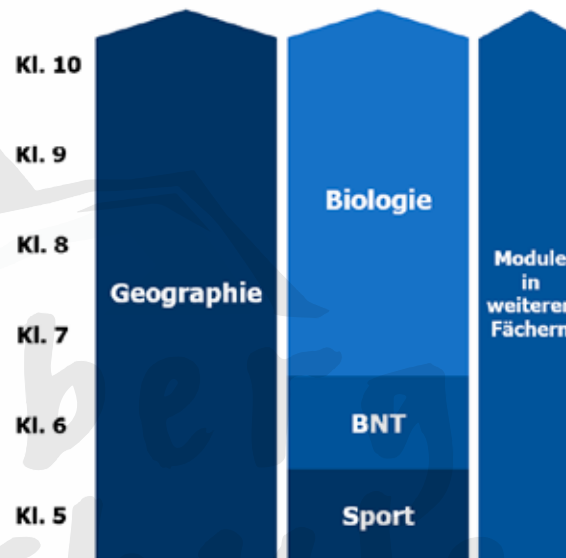 Kl. 10
Kl. 9
Kl. 8
Kl. 7
Kl. 6
Kl. 5
Geographie
Biologie
BNT
Sport
Module
in
weiteren
Fächern